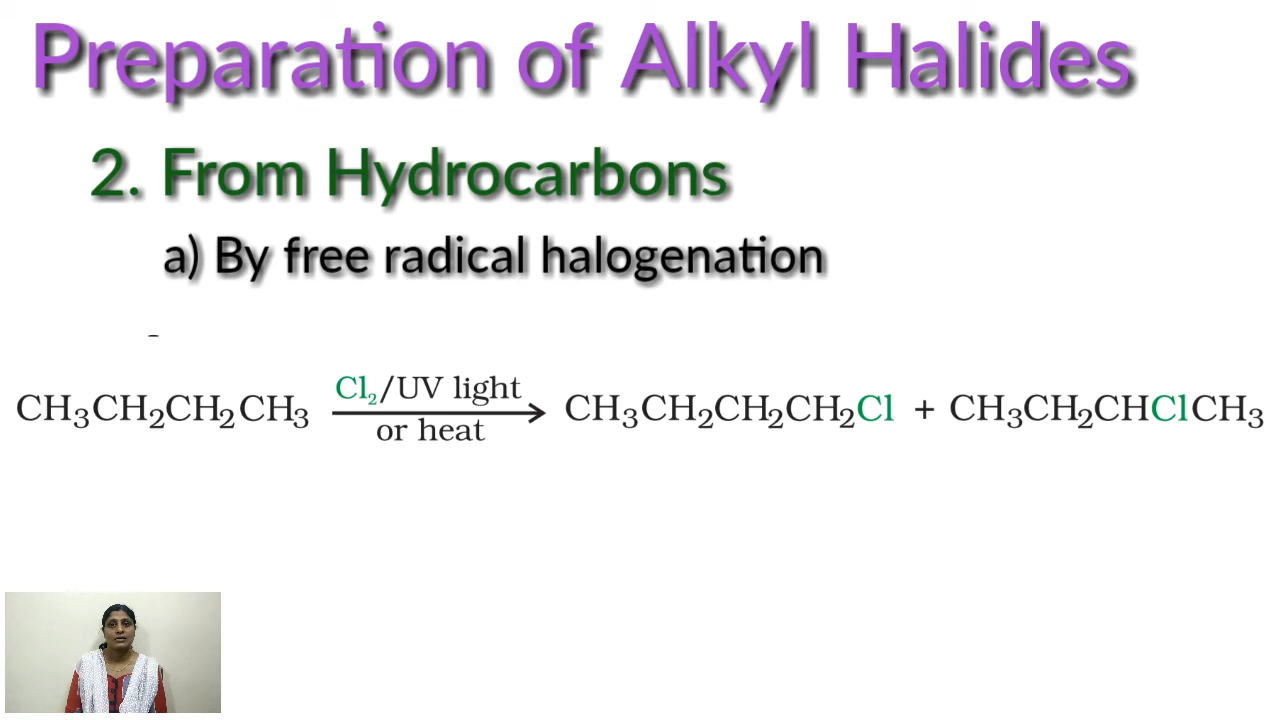 Preparation of Alkyl Halides
2. From Hydrocarbons
a) By free radical halogenation
Cl₂/UV light
CH₃CH₂CH₂CH₃ ⟶ CH₃CH₂CH₂CH₂Cl + CH₃CH₂CHClCH₃
or heat